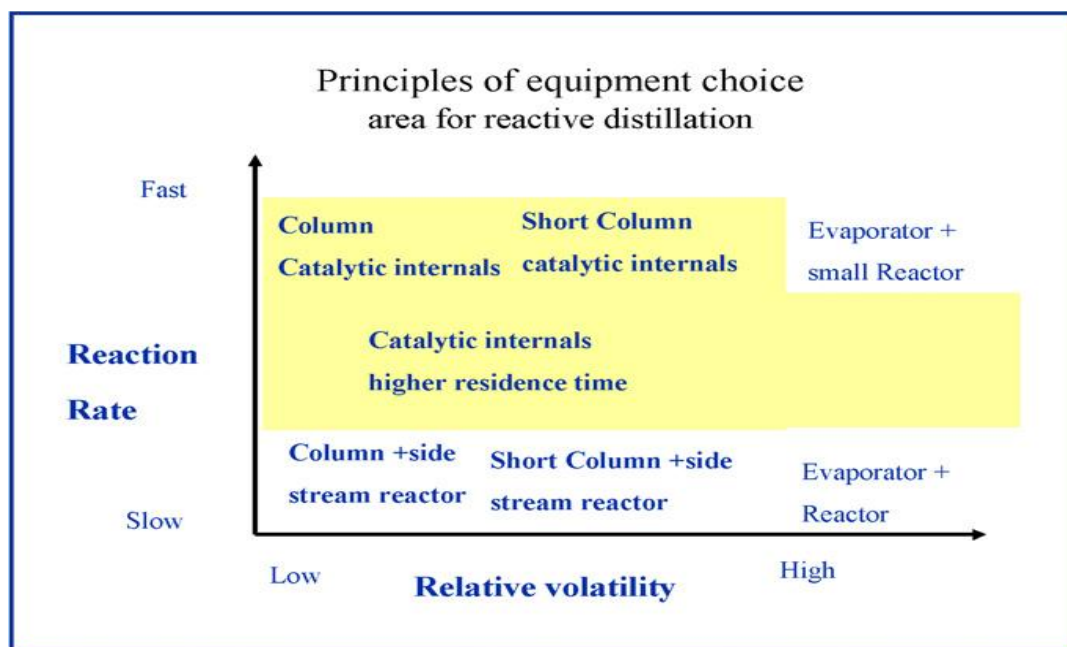 Principles of equipment choice
area for reactive distillation
Fast
Column
Catalytic internals
Short Column
catalytic internals
Evaporator +
small Reactor
Reaction
Rate
Catalytic internals
higher residence time
Column +side
stream reactor
Short Column +side
stream reactor
Evaporator +
Reactor
Slow
Low
Relative volatility
High